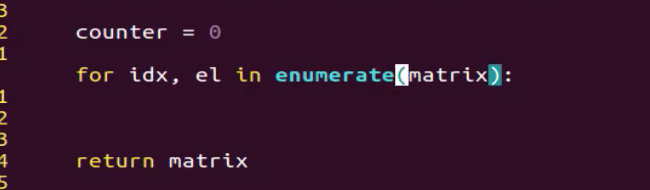 3
2 counter = 0
1
for idx, el in enumerate(matrix):
1
2
3
4 return matrix
5